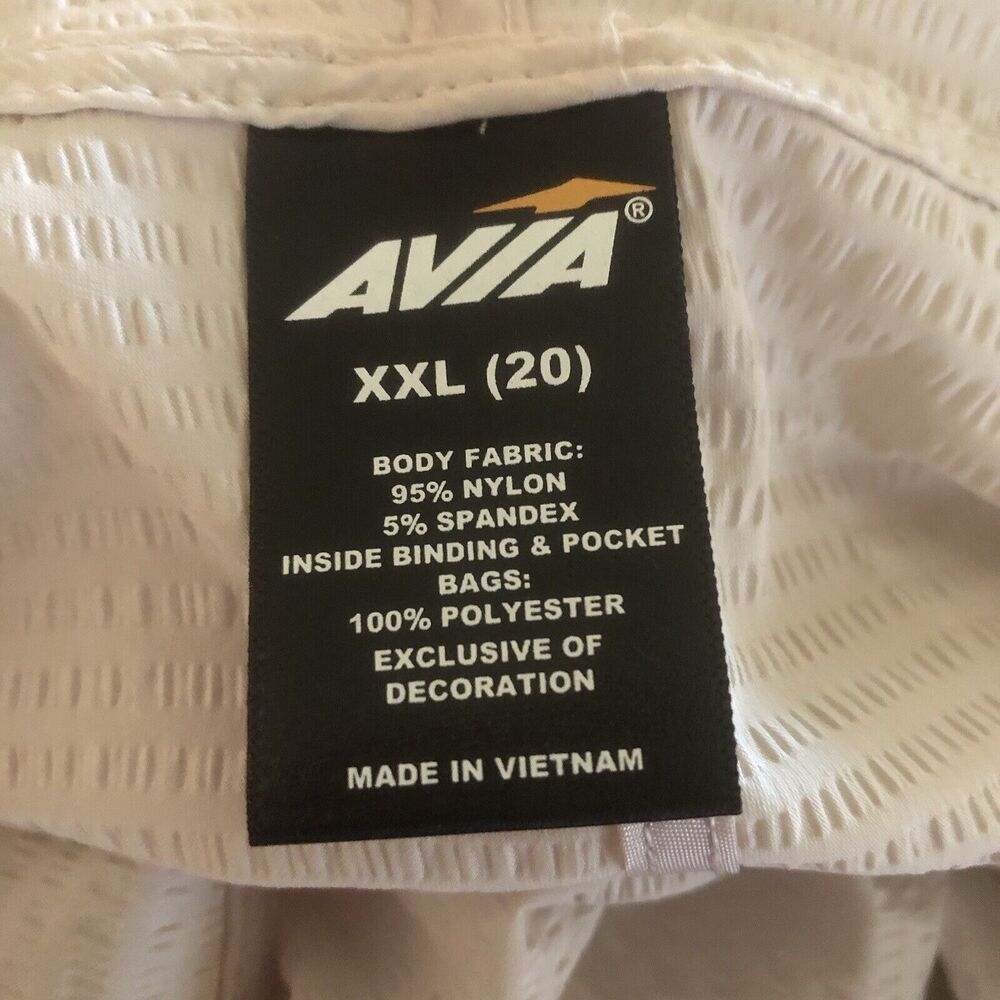 AVIA®
XXL (20)
BODY FABRIC:
95% NYLON
5% SPANDEX
INSIDE BINDING & POCKET
BAGS:
100% POLYESTER
EXCLUSIVE OF
DECORATION
MADE IN VIETNAM